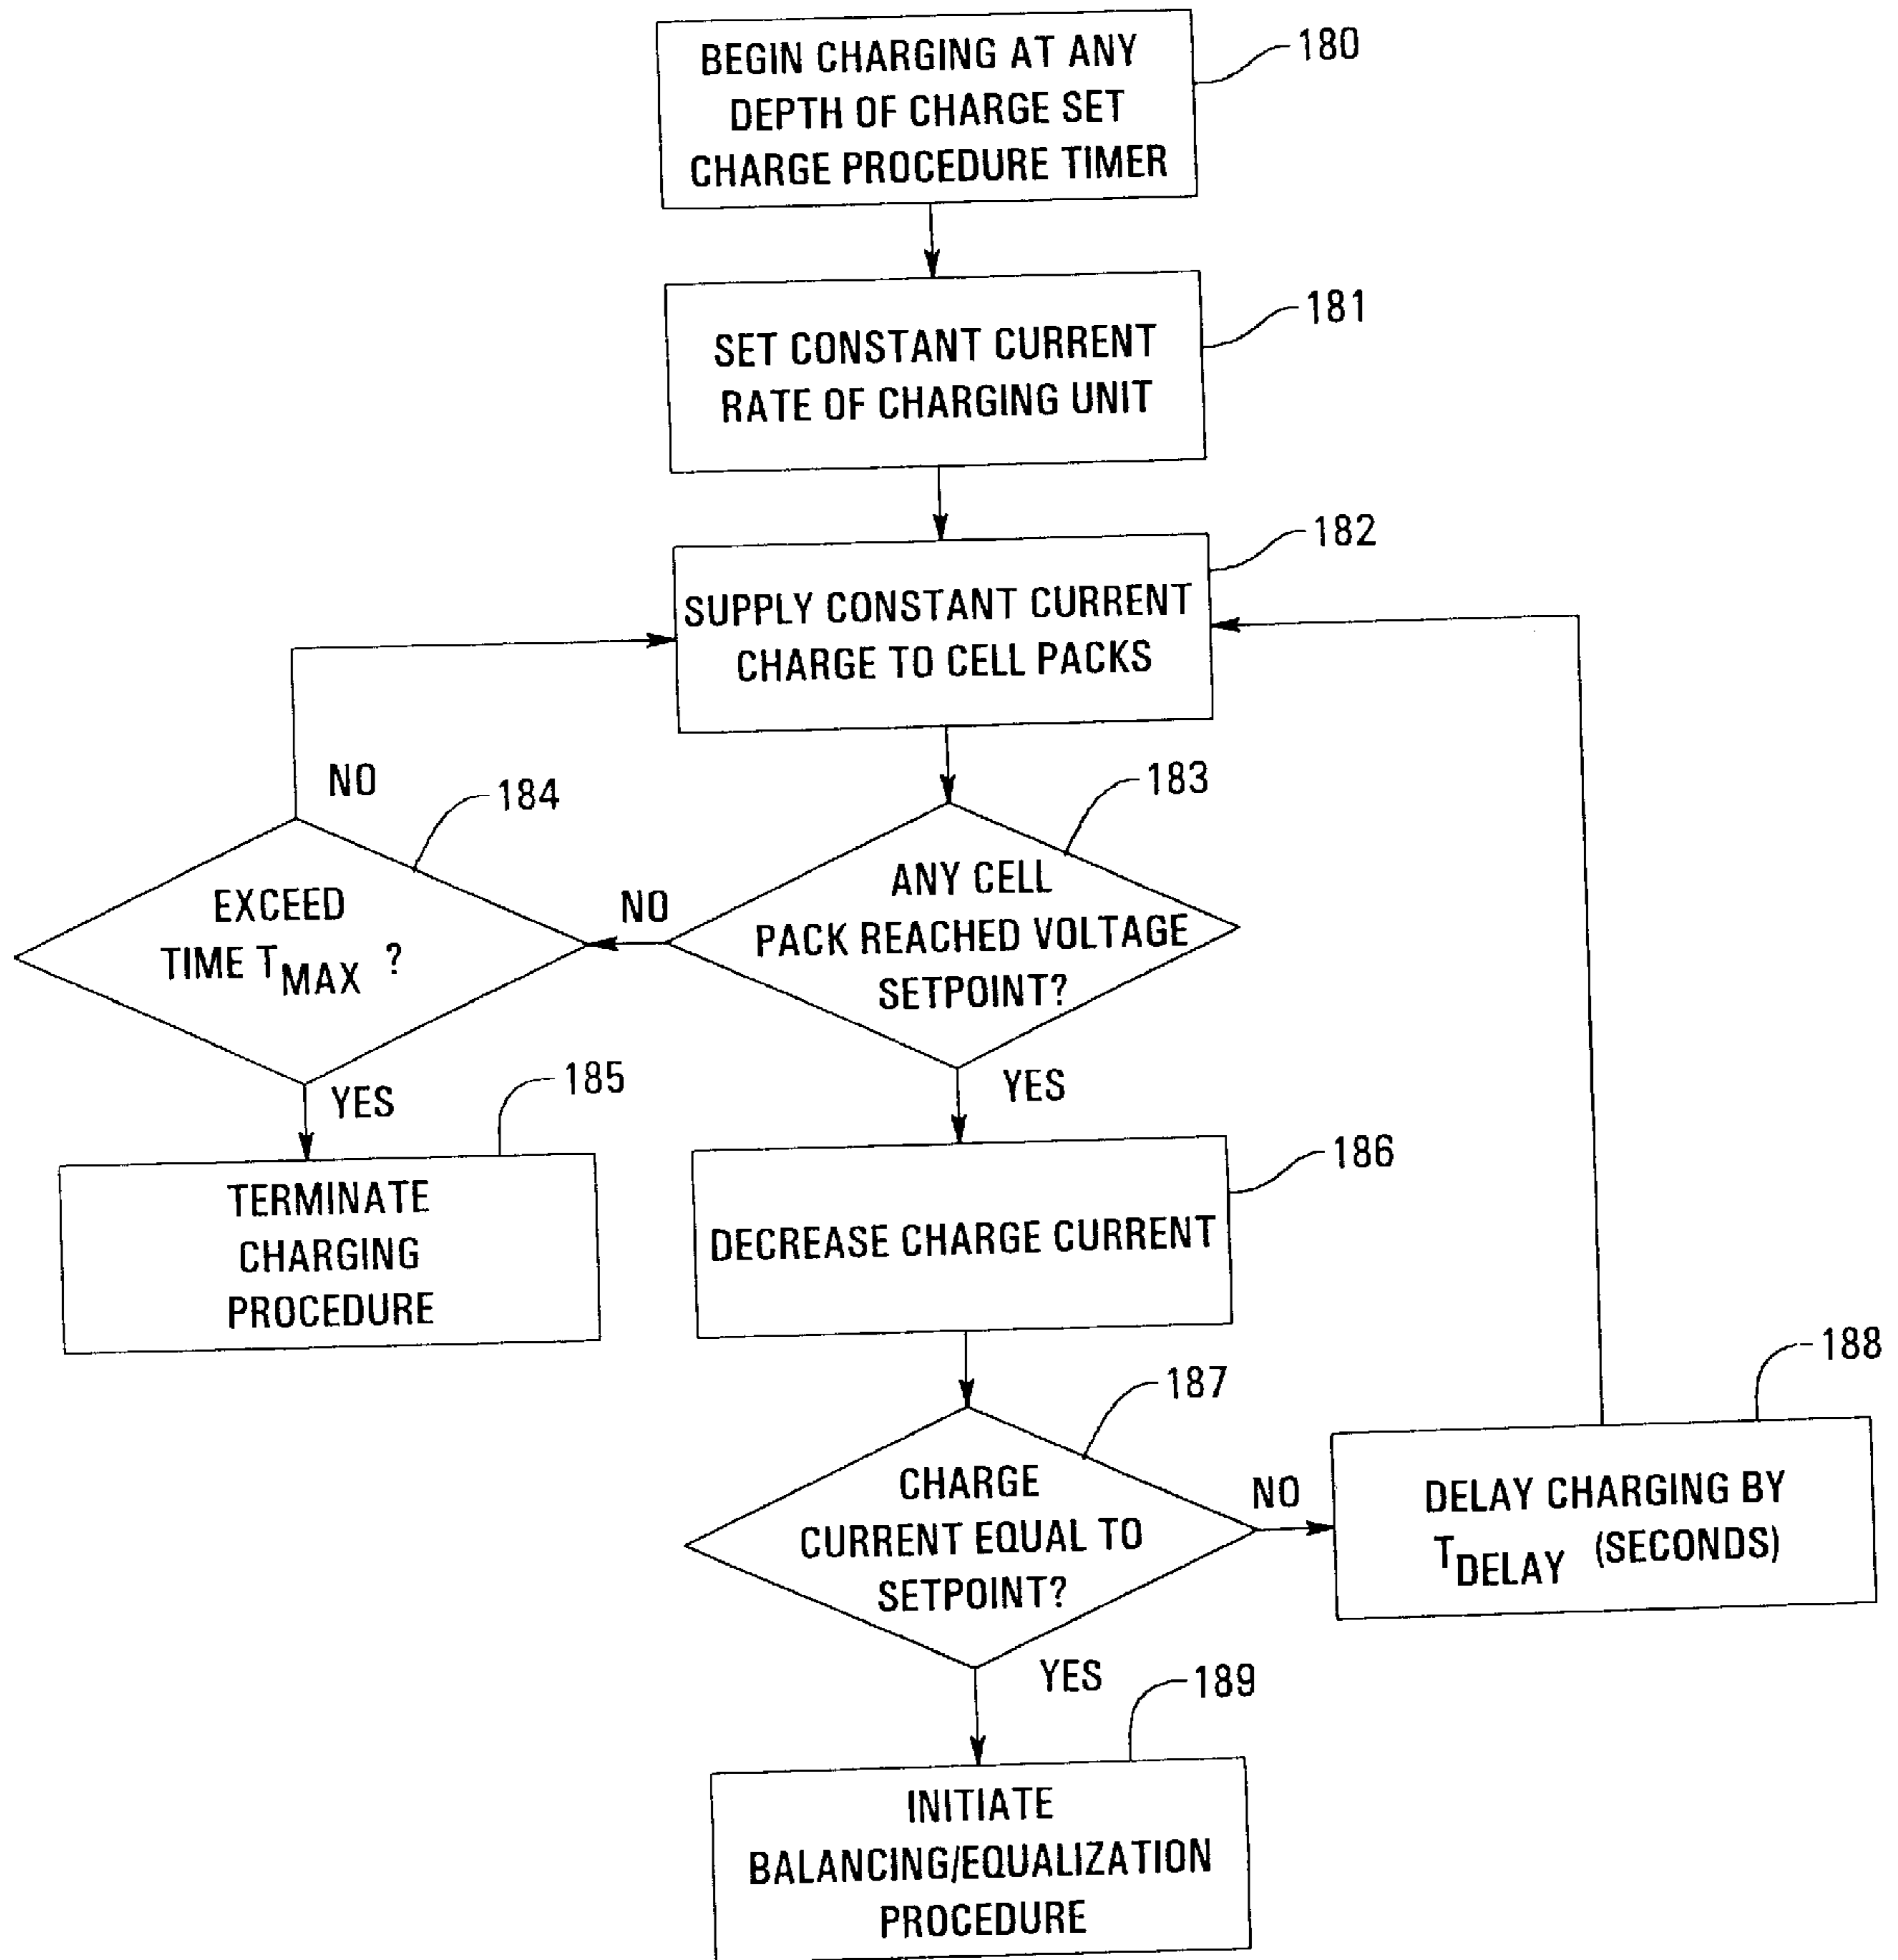 BEGIN CHARGING AT ANY
DEPTH OF CHARGE SET
CHARGE PROCEDURE TIMER
180
SET CONSTANT CURRENT
RATE OF CHARGING UNIT
181
SUPPLY CONSTANT CURRENT
CHARGE TO CELL PACKS
182
NO
184
EXCEED
TIME TMAX ?
NO
183
ANY CELL
PACK REACHED VOLTAGE
SETPOINT?
YES
185
TERMINATE
CHARGING
PROCEDURE
YES
186
DECREASE CHARGE CURRENT
187
CHARGE
CURRENT EQUAL TO
SETPOINT?
NO
188
DELAY CHARGING BY
TDELAY (SECONDS)
YES
189
INITIATE
BALANCING/EQUALIZATION
PROCEDURE